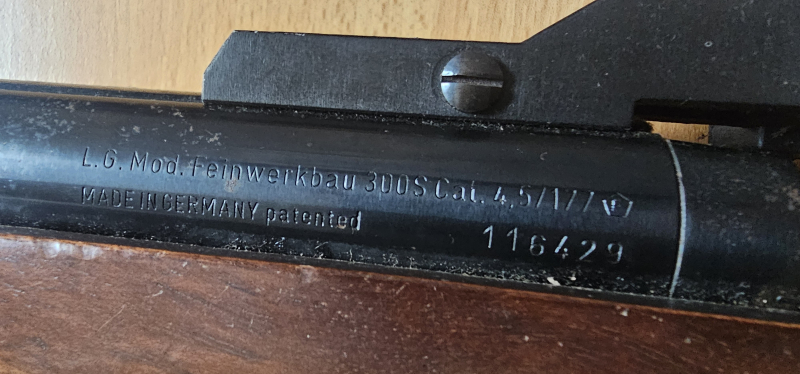 L.G. Mod. Feinwerkbau 300S Cal. 4,5/177
MADE IN GERMANY patented
116429